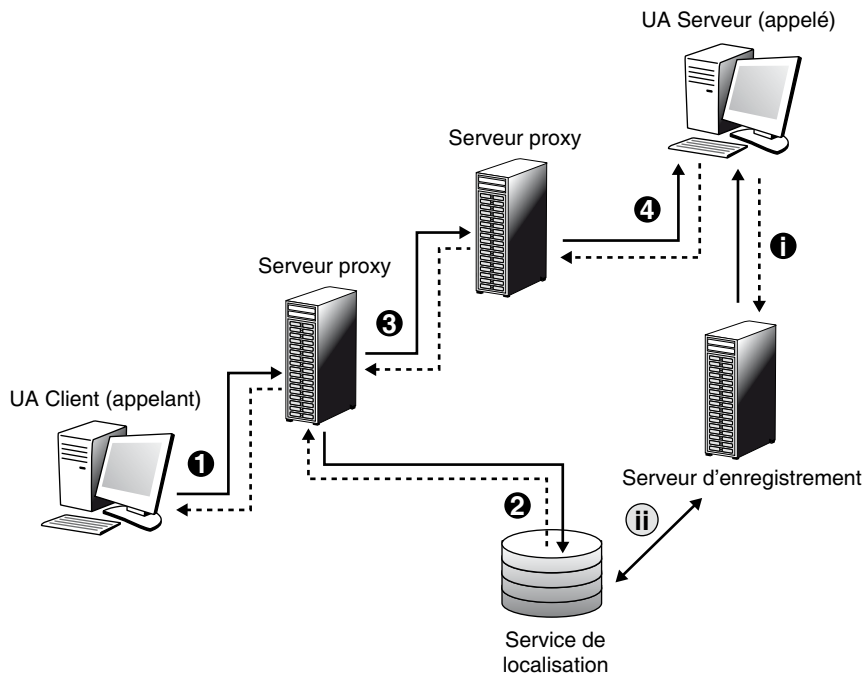 UA Serveur (appelé)
Serveur proxy
4
i
Serveur proxy
3
UA Client (appelant)
1
Serveur d'enregistrement
2
ii
Service de
localisation